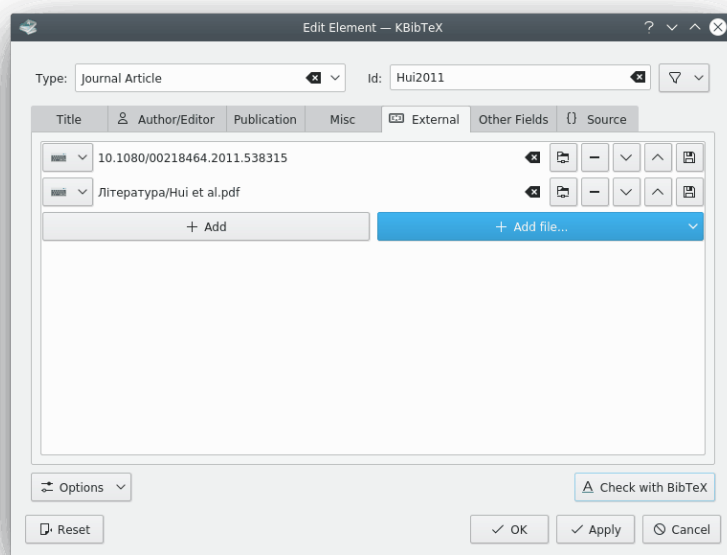 Edit Element — KBibTeX
Type: Journal Article Id: Hui2011
Title Author/Editor Publication Misc External Other Fields {} Source
10.1080/00218464.2011.538315
Література/Hui et al.pdf
+ Add + Add file...
Options A Check with BibTeX
Reset OK Apply Cancel